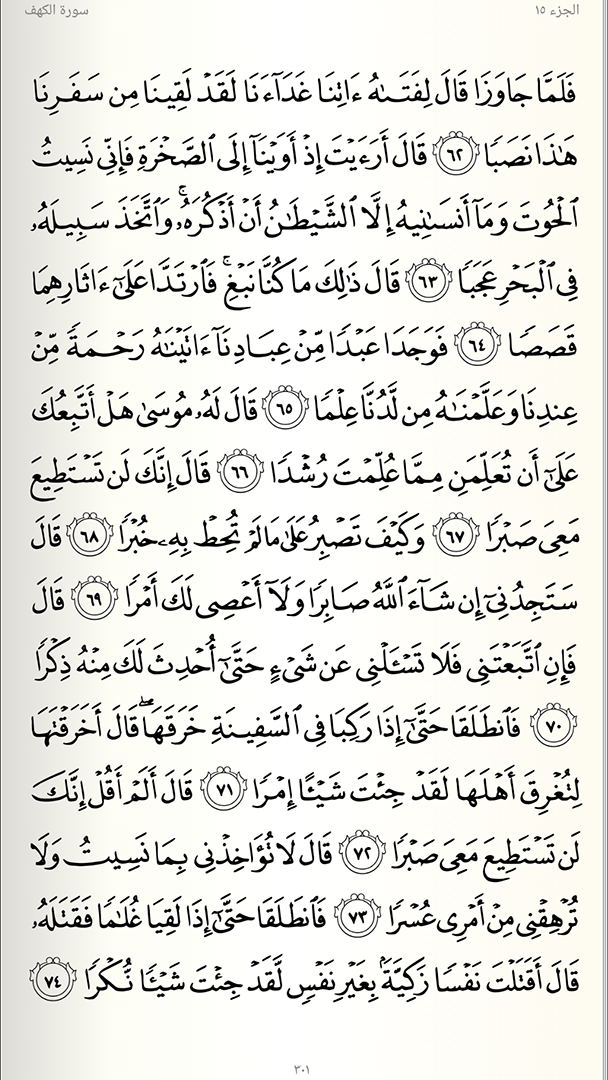 الجزء ١٥
سورة الكهف
فَلَمَّا جَاوَزَا قَالَ لِفَتَىٰهُ ءَاتِنَا غَدَآءَنَا لَقَدۡ لَقِينَا مِن سَفَرِنَا
هَٰذَا نَصَبٗا ٦٢ قَالَ أَرَءَيۡتَ إِذۡ أَوَيۡنَآ إِلَى ٱلصَّخۡرَةِ فَإِنِّي نَسِيتُ
ٱلۡحُوتَ وَمَآ أَنسَىٰنِيهُ إِلَّا ٱلشَّيۡطَٰنُ أَنۡ أَذۡكُرَهُۥۚ وَٱتَّخَذَ سَبِيلَهُۥ
فِي ٱلۡبَحۡرِ عَجَبٗا ٦٣ قَالَ ذَٰلِكَ مَا كُنَّا نَبۡغِۚ فَٱرۡتَدَّا عَلَىٰٓ ءَاثَارِهِمَا
قَصَصٗا ٦٤ فَوَجَدَا عَبۡدٗا مِّنۡ عِبَادِنَآ ءَاتَيۡنَٰهُ رَحۡمَةٗ مِّنۡ
عِندِنَا وَعَلَّمۡنَٰهُ مِن لَّدُنَّا عِلۡمٗا ٦٥ قَالَ لَهُۥ مُوسَىٰ هَلۡ أَتَّبِعُكَ
عَلَىٰٓ أَن تُعَلِّمَنِ مِمَّا عُلِّمۡتَ رُشۡدٗا ٦٦ قَالَ إِنَّكَ لَن تَسۡتَطِيعَ
مَعِيَ صَبۡرٗا ٦٧ وَكَيۡفَ تَصۡبِرُ عَلَىٰ مَا لَمۡ تُحِطۡ بِهِۦ خُبۡرٗا ٦٨ قَالَ
سَتَجِدُنِيٓ إِن شَآءَ ٱللَّهُ صَابِرٗا وَلَآ أَعۡصِي لَكَ أَمۡرٗا ٦٩ قَالَ
فَإِنِ ٱتَّبَعۡتَنِي فَلَا تَسۡـَٔلۡنِي عَن شَيۡءٍ حَتَّىٰٓ أُحۡدِثَ لَكَ مِنۡهُ ذِكۡرٗا
٧٠ فَٱنطَلَقَا حَتَّىٰٓ إِذَا رَكِبَا فِي ٱلسَّفِينَةِ خَرَقَهَاۖ قَالَ أَخَرَقۡتَهَا
لِتُغۡرِقَ أَهۡلَهَا لَقَدۡ جِئۡتَ شَيۡـًٔا إِمۡرٗا ٧١ قَالَ أَلَمۡ أَقُلۡ إِنَّكَ
لَن تَسۡتَطِيعَ مَعِيَ صَبۡرٗا ٧٢ قَالَ لَا تُؤَاخِذۡنِي بِمَا نَسِيتُ وَلَا
تُرۡهِقۡنِي مِنۡ أَمۡرِي عُسۡرٗا ٧٣ فَٱنطَلَقَا حَتَّىٰٓ إِذَا لَقِيَا غُلَٰمٗا فَقَتَلَهُۥ
قَالَ أَقَتَلۡتَ نَفۡسٗا زَكِيَّةَۢ بِغَيۡرِ نَفۡسٖ لَّقَدۡ جِئۡتَ شَيۡـٔٗا نُّكۡرٗا ٧٤
٣٠١